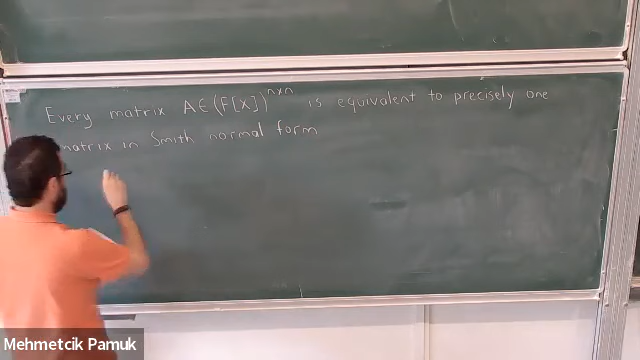 Every matrix A∈(F[X])^{n×n} is equivalent to precisely one
matrix in Smith normal form
Mehmetcik Pamuk